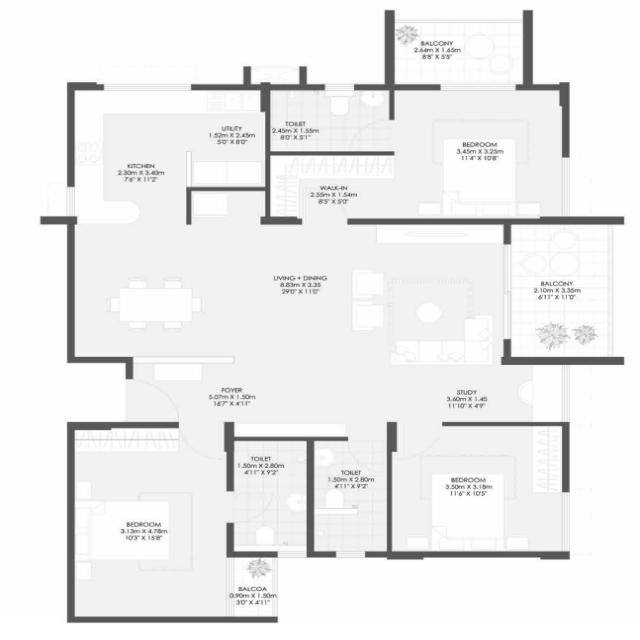 BALCONY
2.64m X 1.65m
8'8" X 5'5"
TOILET
2.45m X 1.55m
8'0" X 5'1"
UTILITY
1.52m X 2.45m
5'0" X 8'0"
BEDROOM
3.45m X 3.25m
11'4" X 10'8"
KITCHEN
2.30m X 3.40m
7'6" X 11'2"
WALK-IN
2.55m X 1.54m
8'5" X 5'0"
LIVING + DINING
8.83m X 3.35
29'0" X 11'0"
BALCONY
2.10m X 3.35m
6'11" X 11'0"
FOYER
5.07m X 1.50m
16'7" X 4'11"
STUDY
3.60m X 1.45
11'10" X 4'9"
TOILET
1.50m X 2.80m
4'11" X 9'2"
TOILET
1.50m X 2.80m
4'11" X 9'2"
BEDROOM
3.50m X 3.18m
11'6" X 10'5"
BEDROOM
3.13m X 4.78m
10'3" X 15'8"
BALCOA
0.90m X 1.50m
3'0" X 4'11"